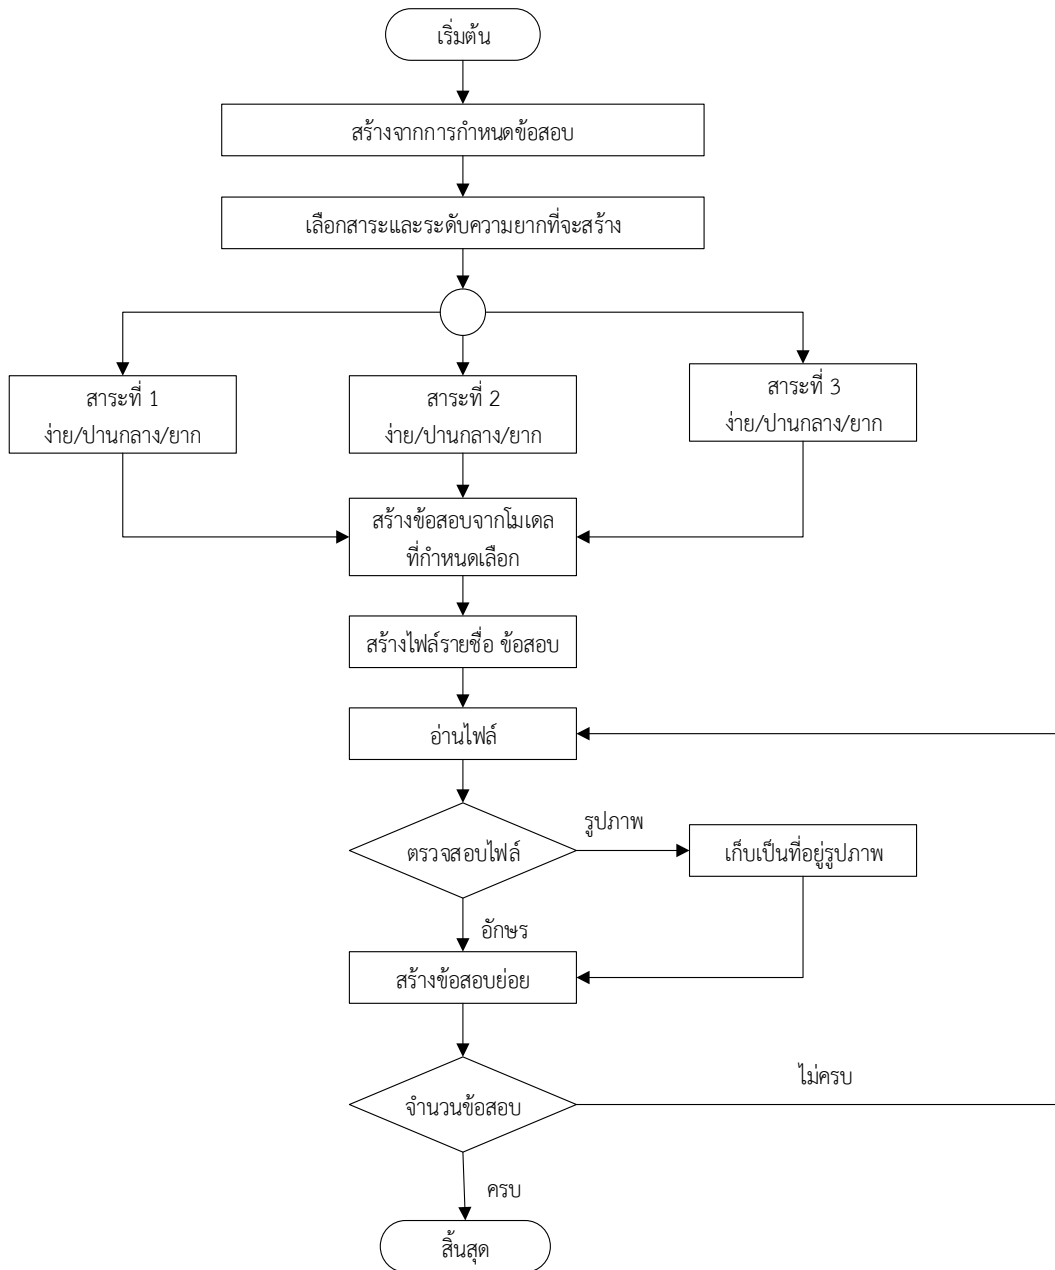 เริ่มต้น
สร้างจากการกำหนดข้อสอบ
เลือกสาระและระดับความยากที่จะสร้าง
สาระที่ 1
ง่าย/ปานกลาง/ยาก
สาระที่ 2
ง่าย/ปานกลาง/ยาก
สาระที่ 3
ง่าย/ปานกลาง/ยาก
สร้างข้อสอบจากโมเดล
ที่กำหนดเลือก
สร้างไฟล์รายชื่อ ข้อสอบ
อ่านไฟล์
ตรวจสอบไฟล์
รูปภาพ
เก็บเป็นที่อยู่รูปภาพ
อักษร
สร้างข้อสอบย่อย
จำนวนข้อสอบ
ไม่ครบ
ครบ
สิ้นสุด